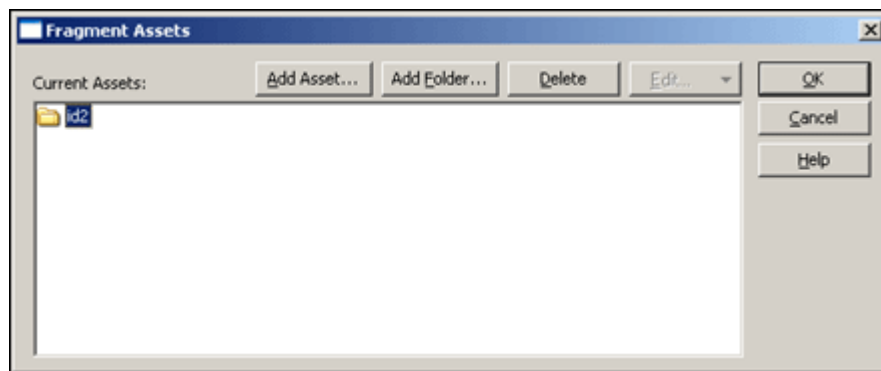 Fragment Assets
Current Assets: Add Asset... Add Folder... Delete Edit... OK
id2
Cancel
Help